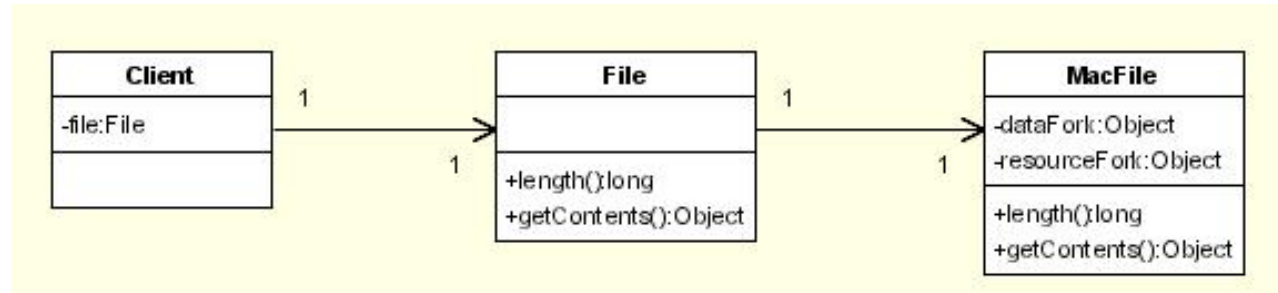 Client
-file:File
1
1
File
+length():long
+getContents():Object
1
1
MacFile
-dataFork:Object
-resourceFork:Object
+length():long
+getContents():Object